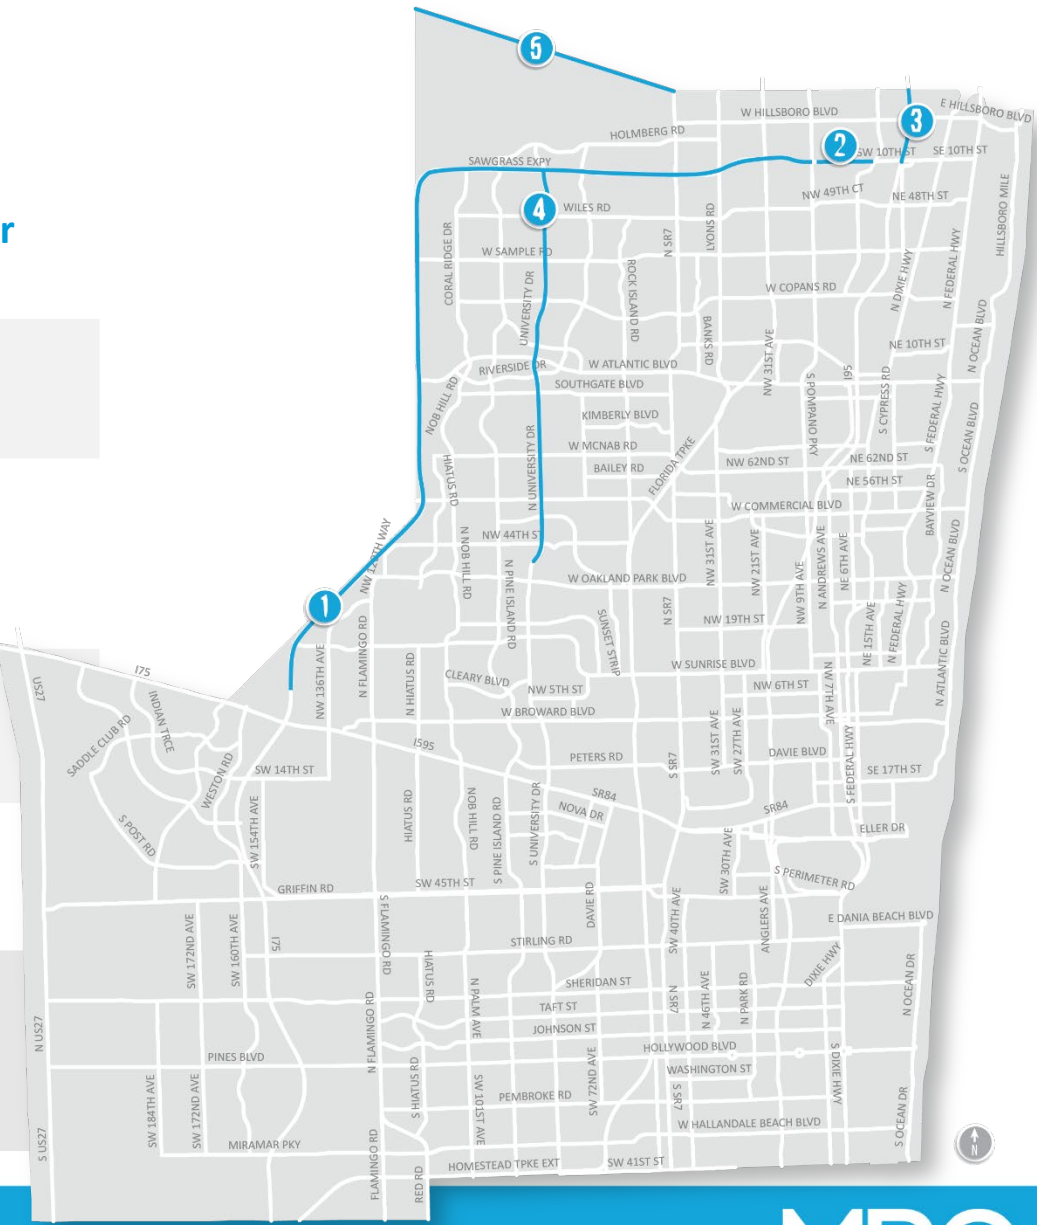 5
W HILLSBORO BLVD
E HILLSBORO BLVD
3
HOLMBERG RD
2
SW 10TH ST
SE 10TH ST
SAWGRASS EXPY
NW 49TH CT
NE 48TH ST
HILLSBORO MILE
4
WILES RD
r
CORAL RIDGE DR
W SAMPLE RD
N SR7
LYONS RD
ROCK ISLAND RD
N DIXIE HWY
N FEDERAL HWY
UNIVERSITY DR
W COPANS RD
BANKS RD
NW 31ST AVE
NE 10TH ST
N OCEAN BLVD
RIVERSIDE DR
W ATLANTIC BLVD
SOUTHGATE BLVD
I95
S POMPANO PKY
S CYPRESS RD
S FEDERAL HWY
S OCEAN BLVD
NOB HILL RD
KIMBERLY BLVD
W MCNAB RD
BAILEY RD
FLORIDA TPKE
NW 62ND ST
NE 62ND ST
NE 56TH ST
HIATUS RD
N UNIVERSITY DR
W COMMERCIAL BLVD
BAYVIEW DR
NW 44TH ST
N NOB HILL RD
N PINE ISLAND RD
NW 31ST AVE
NW 21ST AVE
NW 9TH AVE
N ANDREWS AVE
NE 6TH AVE
N OCEAN BLVD
W OAKLAND PARK BLVD
1
N SR7
NW 19TH ST
SUNSET STRIP
NE 15TH AVE
N FEDERAL HWY
N FLAMINGO RD
NW 136TH AVE
N HIATUS RD
W SUNRISE BLVD
N ATLANTIC BLVD
I75
US27
INDIAN TRCE
CLEARY BLVD
NW 5TH ST
NW 6TH ST
NW 7TH AVE
W BROWARD BLVD
SADDLE CLUB RD
I595
SW 31ST AVE
SW 27TH AVE
S SR7
PETERS RD
DAVIE BLVD
SE 17TH ST
S FEDERAL HWY
WESTON RD
SW 14TH ST
SR84
NOVA DR
SR84
S POST RD
SW 154TH AVE
HIATUS RD
NOB HILL RD
S PINE ISLAND RD
S UNIVERSITY DR
ELLER DR
SW 30TH AVE
S PERIMETER RD
GRIFFIN RD
SW 45TH ST
DAVIE RD
SW 40TH AVE
ANGLERS AVE
E DANIA BEACH BLVD
SW 172ND AVE
SW 160TH AVE
I75
S FLAMINGO RD
HIATUS RD
STIRLING RD
DIXIE HWY
SHERIDAN ST
N PALM AVE
N SR7
N 46TH AVE
N PARK RD
N OCEAN DR
TAFT ST
N US27
N FLAMINGO RD
JOHNSON ST
PINES BLVD
HOLLYWOOD BLVD
WASHINGTON ST
S DIXIE HWY
SW 184TH AVE
SW 172ND AVE
S HIATUS RD
SW 101ST AVE
PEMBROKE RD
SW 72ND AVE
S SR7
S OCEAN DR
W HALLANDALE BEACH BLVD
S US27
MIRAMAR PKY
FLAMINGO RD
RED RD
HOMESTEAD TPKE EXT
SW 41ST ST
N